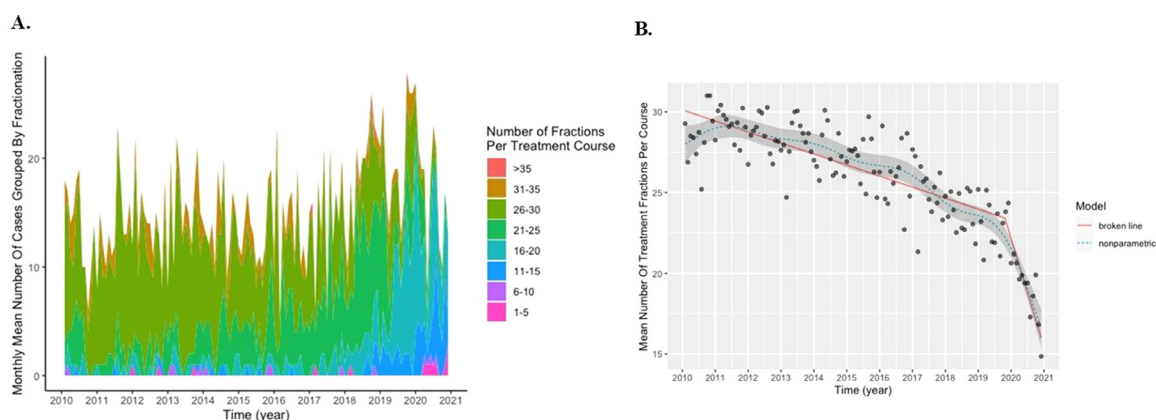 A.
Monthly Mean Number Of Cases Grouped By Fractionation
20
10
0
2010 2011 2012 2013 2014 2015 2016 2017 2018 2019 2020 2021
Time (year)
Number of Fractions
Per Treatment Course
>35
31-35
26-30
21-25
16-20
11-15
6-10
1-5
B.
Mean Number Of Treatment Fractions Per Course
30
25
20
15
2010 2011 2012 2013 2014 2015 2016 2017 2018 2019 2020 2021
Time (year)
Model
broken line
nonparametric